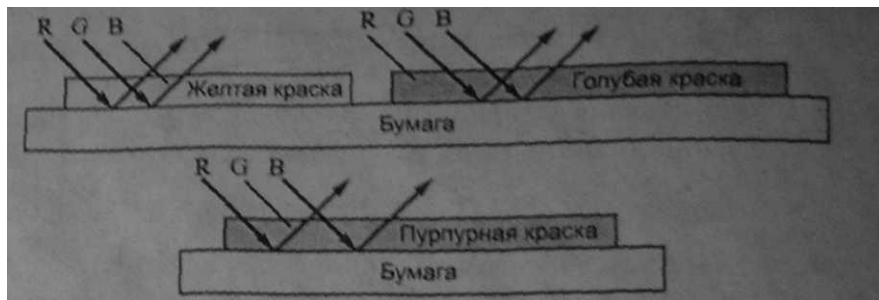 R G B
R G B
Желтая краска
Голубая краска
Бумага
R G B
Пурпурная краска
Бумага